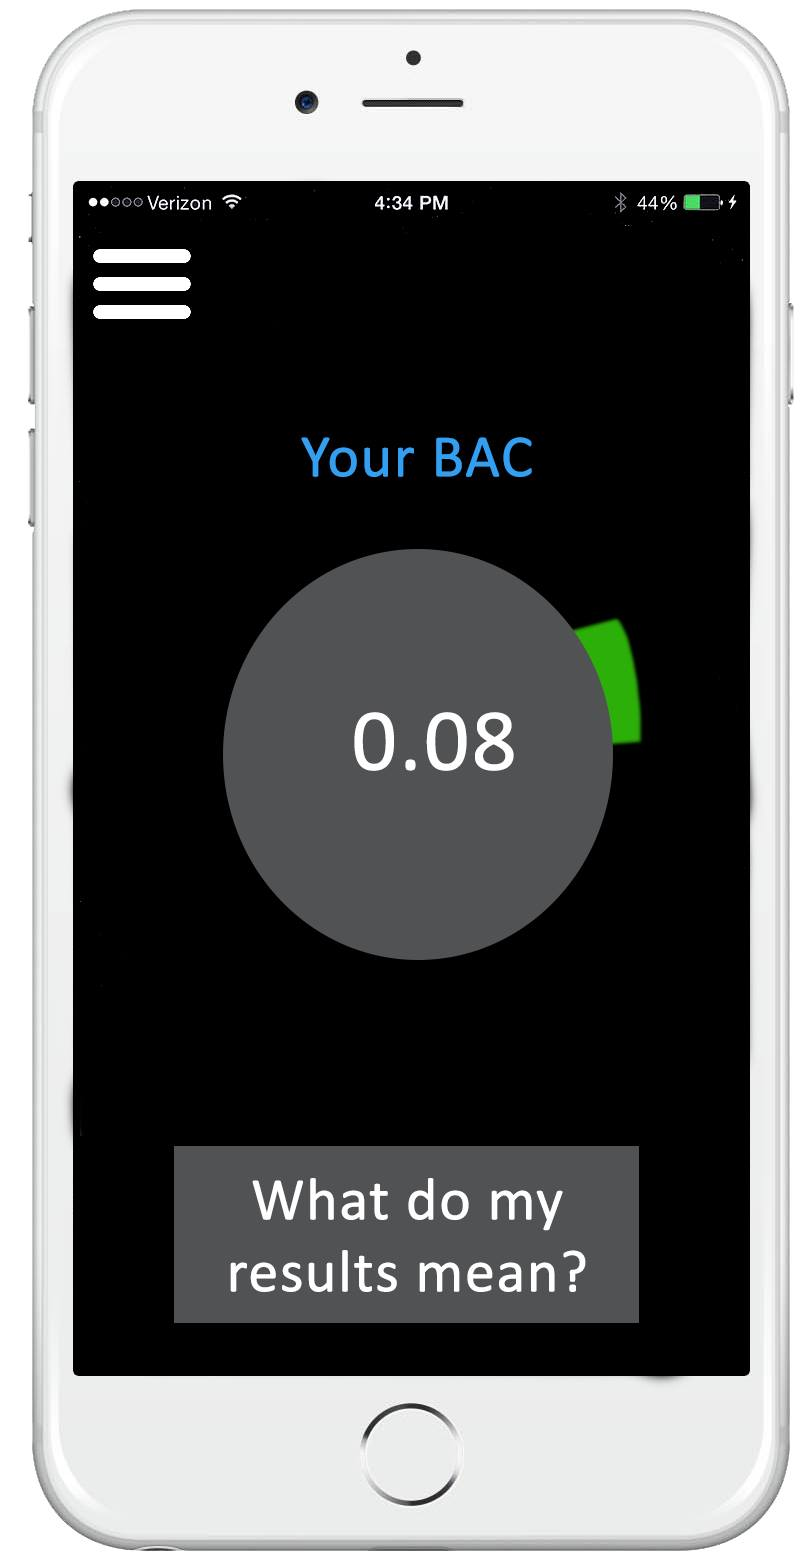 Verizon 4:34 PM 44%
Your BAC
0.08
What do my
results mean?